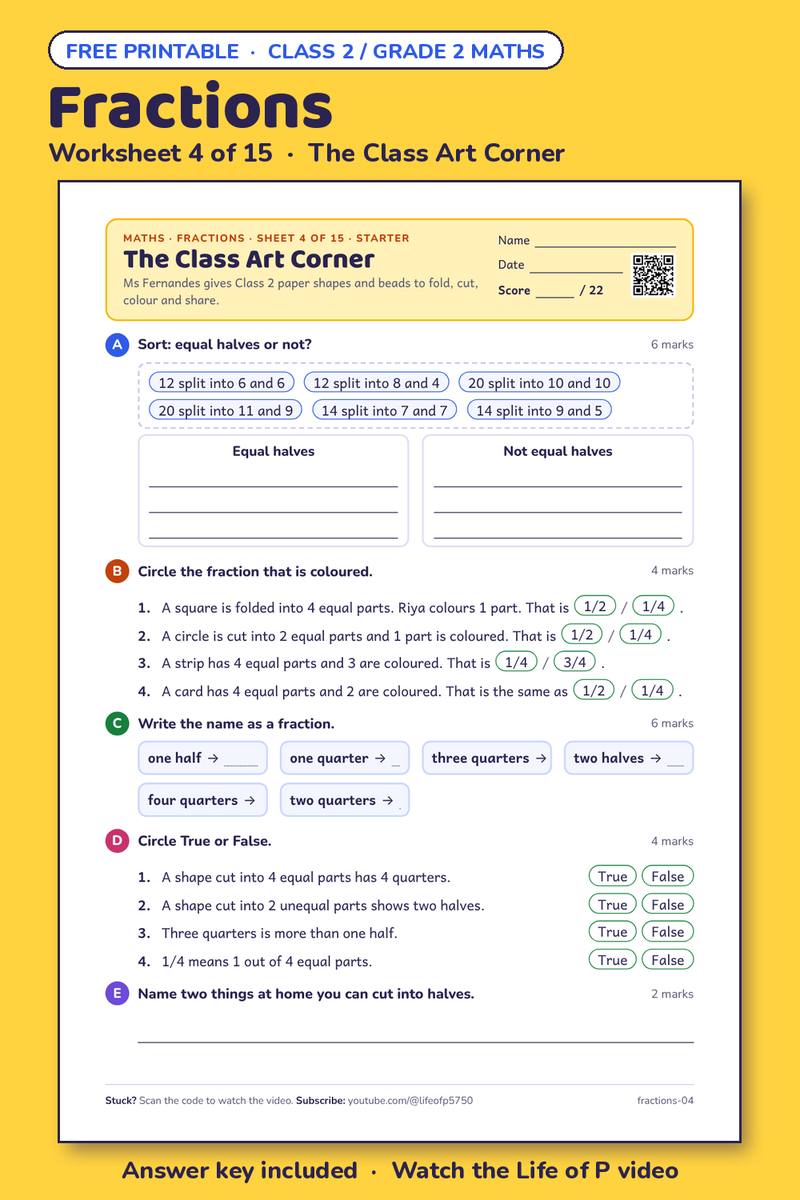 FREE PRINTABLE · CLASS 2 / GRADE 2 MATHS
Fractions
Worksheet 4 of 15 · The Class Art Corner
MATHS · FRACTIONS · SHEET 4 OF 15 · STARTER
The Class Art Corner
Ms Fernandes gives Class 2 paper shapes and beads to fold, cut,
colour and share.
Name ____
Date ____
Score ____ / 22
A Sort: equal halves or not? 6 marks
12 split into 6 and 6 12 split into 8 and 4 20 split into 10 and 10
20 split into 11 and 9 14 split into 7 and 7 14 split into 9 and 5
Equal halves Not equal halves
B Circle the fraction that is coloured. 4 marks
1. A square is folded into 4 equal parts. Riya colours 1 part. That is 1/2 / 1/4 .
2. A circle is cut into 2 equal parts and 1 part is coloured. That is 1/2 / 1/4 .
3. A strip has 4 equal parts and 3 are coloured. That is 1/4 / 3/4 .
4. A card has 4 equal parts and 2 are coloured. That is the same as 1/2 / 1/4 .
C Write the name as a fraction. 6 marks
one half → ____ one quarter → _ three quarters → two halves → __
four quarters → two quarters → .
D Circle True or False. 4 marks
1. A shape cut into 4 equal parts has 4 quarters. True False
2. A shape cut into 2 unequal parts shows two halves. True False
3. Three quarters is more than one half. True False
4. 1/4 means 1 out of 4 equal parts. True False
E Name two things at home you can cut into halves. 2 marks
Stuck? Scan the code to watch the video. Subscribe: youtube.com/@lifeofp5750 fractions-04
Answer key included · Watch the Life of P video